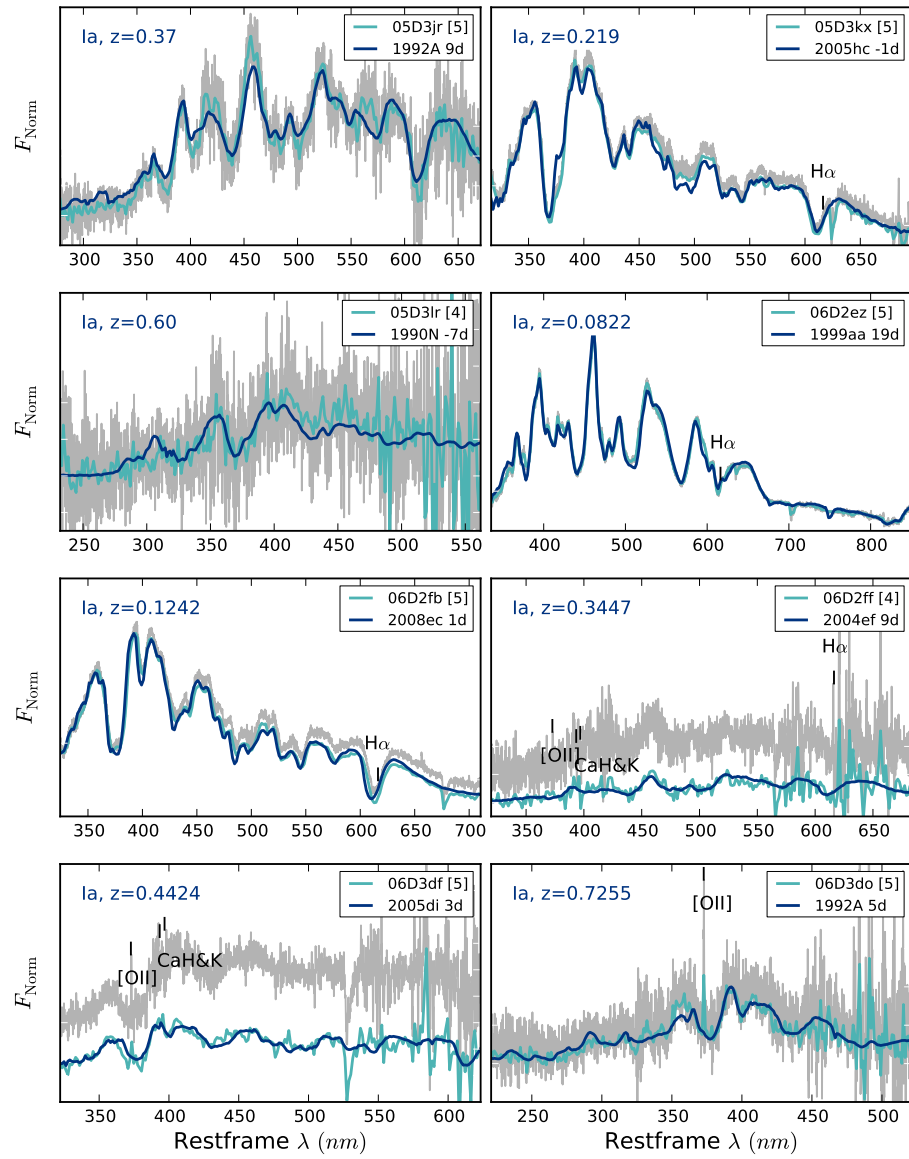 Ia, z=0.37
05D3jr [5]
1992A 9d
F_Norm
300 350 400 450 500 550 600 650
Ia, z=0.219
05D3kx [5]
2005hc -1d
Hα
350 400 450 500 550 600 650
Ia, z=0.60
05D3lr [4]
1990N -7d
F_Norm
250 300 350 400 450 500 550
Ia, z=0.0822
06D2ez [5]
1999aa 19d
Hα
400 500 600 700 800
Ia, z=0.1242
06D2fb [5]
2008ec 1d
F_Norm
Hα
350 400 450 500 550 600 650 700
Ia, z=0.3447
06D2ff [4]
2004ef 9d
Hα
[OII]
CaH&K
350 400 450 500 550 600 650
Ia, z=0.4424
06D3df [5]
2005di 3d
F_Norm
CaH&K
[OII]
350 400 450 500 550 600
Restframe λ (nm)
Ia, z=0.7255
06D3do [5]
1992A 5d
[OII]
250 300 350 400 450 500
Restframe λ (nm)